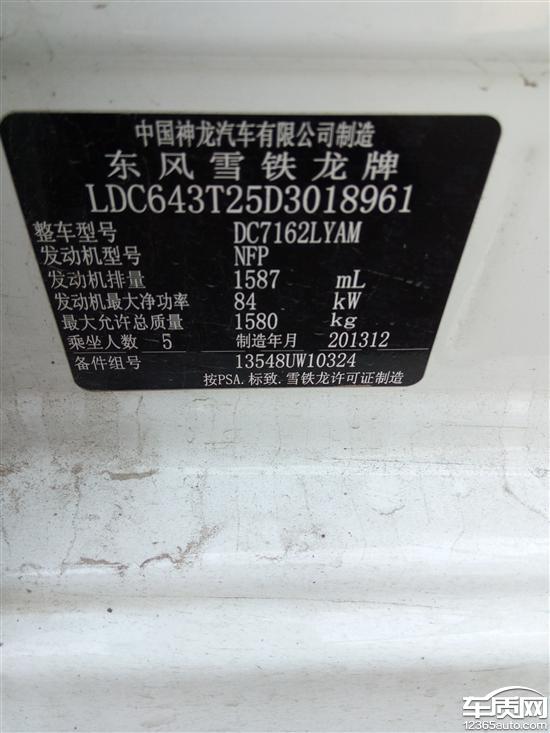 中国神龙汽车有限公司制造
东风雪铁龙牌
LDC643T25D3018961
整车型号 DC7162LYAM
发动机型号 NFP
发动机排量 1587 mL
发动机最大净功率 84 kW
最大允许总质量 1580 kg
乘坐人数 5 制造年月 201312
备件组号 13548UW10324
按PSA.标致.雪铁龙许可证制造
车质网
12365auto.com